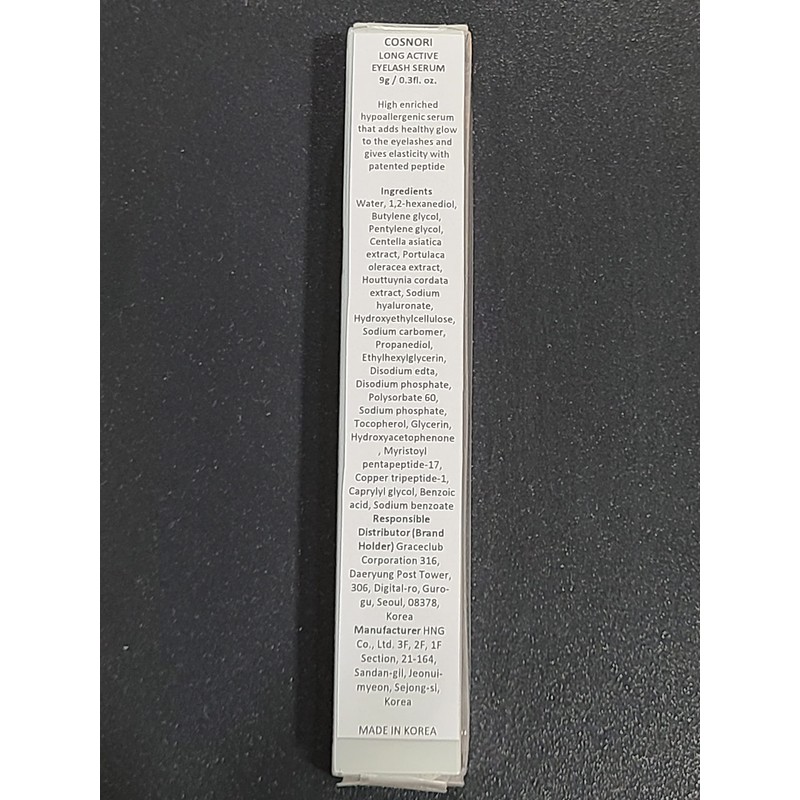 COSNORI
LONG ACTIVE
EYELASH SERUM
9g / 0.3fl. oz.
High enriched
hypoallergenic serum
that adds healthy glow
to the eyelashes and
gives elasticity with
patented peptide
Ingredients
Water, 1,2-hexanediol,
Butylene glycol,
Pentylene glycol,
Centella asiatica
extract, Portulaca
oleracea extract,
Houttuynia cordata
extract, Sodium
hyaluronate,
Hydroxyethylcellulose,
Sodium carbomer,
Propanediol,
Ethylhexylglycerin,
Disodium edta,
Disodium phosphate,
Polysorbate 60,
Sodium phosphate,
Tocopherol, Glycerin,
Hydroxyacetophenone
, Myristoyl
pentapeptide-17,
Copper tripeptide-1,
Caprylyl glycol, Benzoic
acid, Sodium benzoate
Responsible
Distributor (Brand
Holder) Graceclub
Corporation 316,
Daeryung Post Tower,
306, Digital-ro, Guro-
gu, Seoul, 08378,
Korea
Manufacturer HNG
Co., Ltd. 3F, 2F, 1F
Section, 21-164,
Sandan-gil, Jeonui-
myeon, Sejong-si,
Korea
MADE IN KOREA